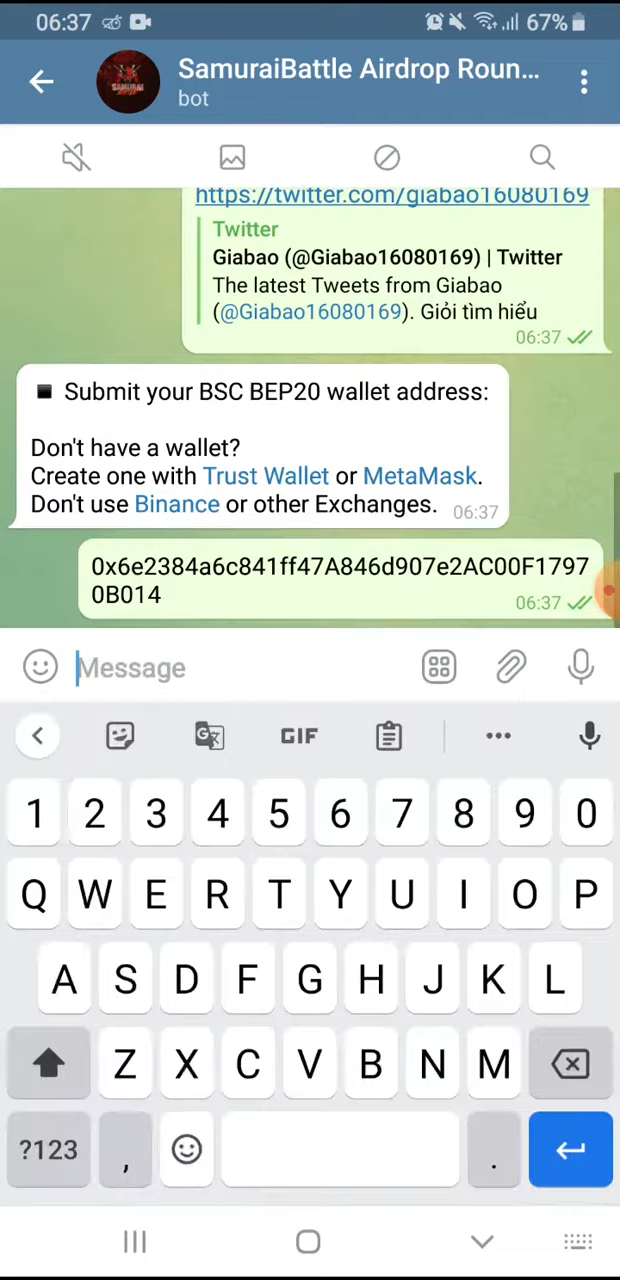 06:37
67%
SamuraiBattle Airdrop Roun...
bot
SAMURAI
https://twitter.com/giabao16080169
Twitter
Giabao (@Giabao16080169) | Twitter
The latest Tweets from Giabao
(@Giabao16080169). Giỏi tìm hiểu
06:37
Submit your BSC BEP20 wallet address:
Don't have a wallet?
Create one with Trust Wallet or MetaMask.
Don't use Binance or other Exchanges.
06:37
0x6e2384a6c841ff47A846d907e2AC00F1797
0B014
06:37
Message
GIF
1 2 3 4 5 6 7 8 9 0
Q W E R T Y U I O P
A S D F G H J K L
Z X C V B N M
?123 , .